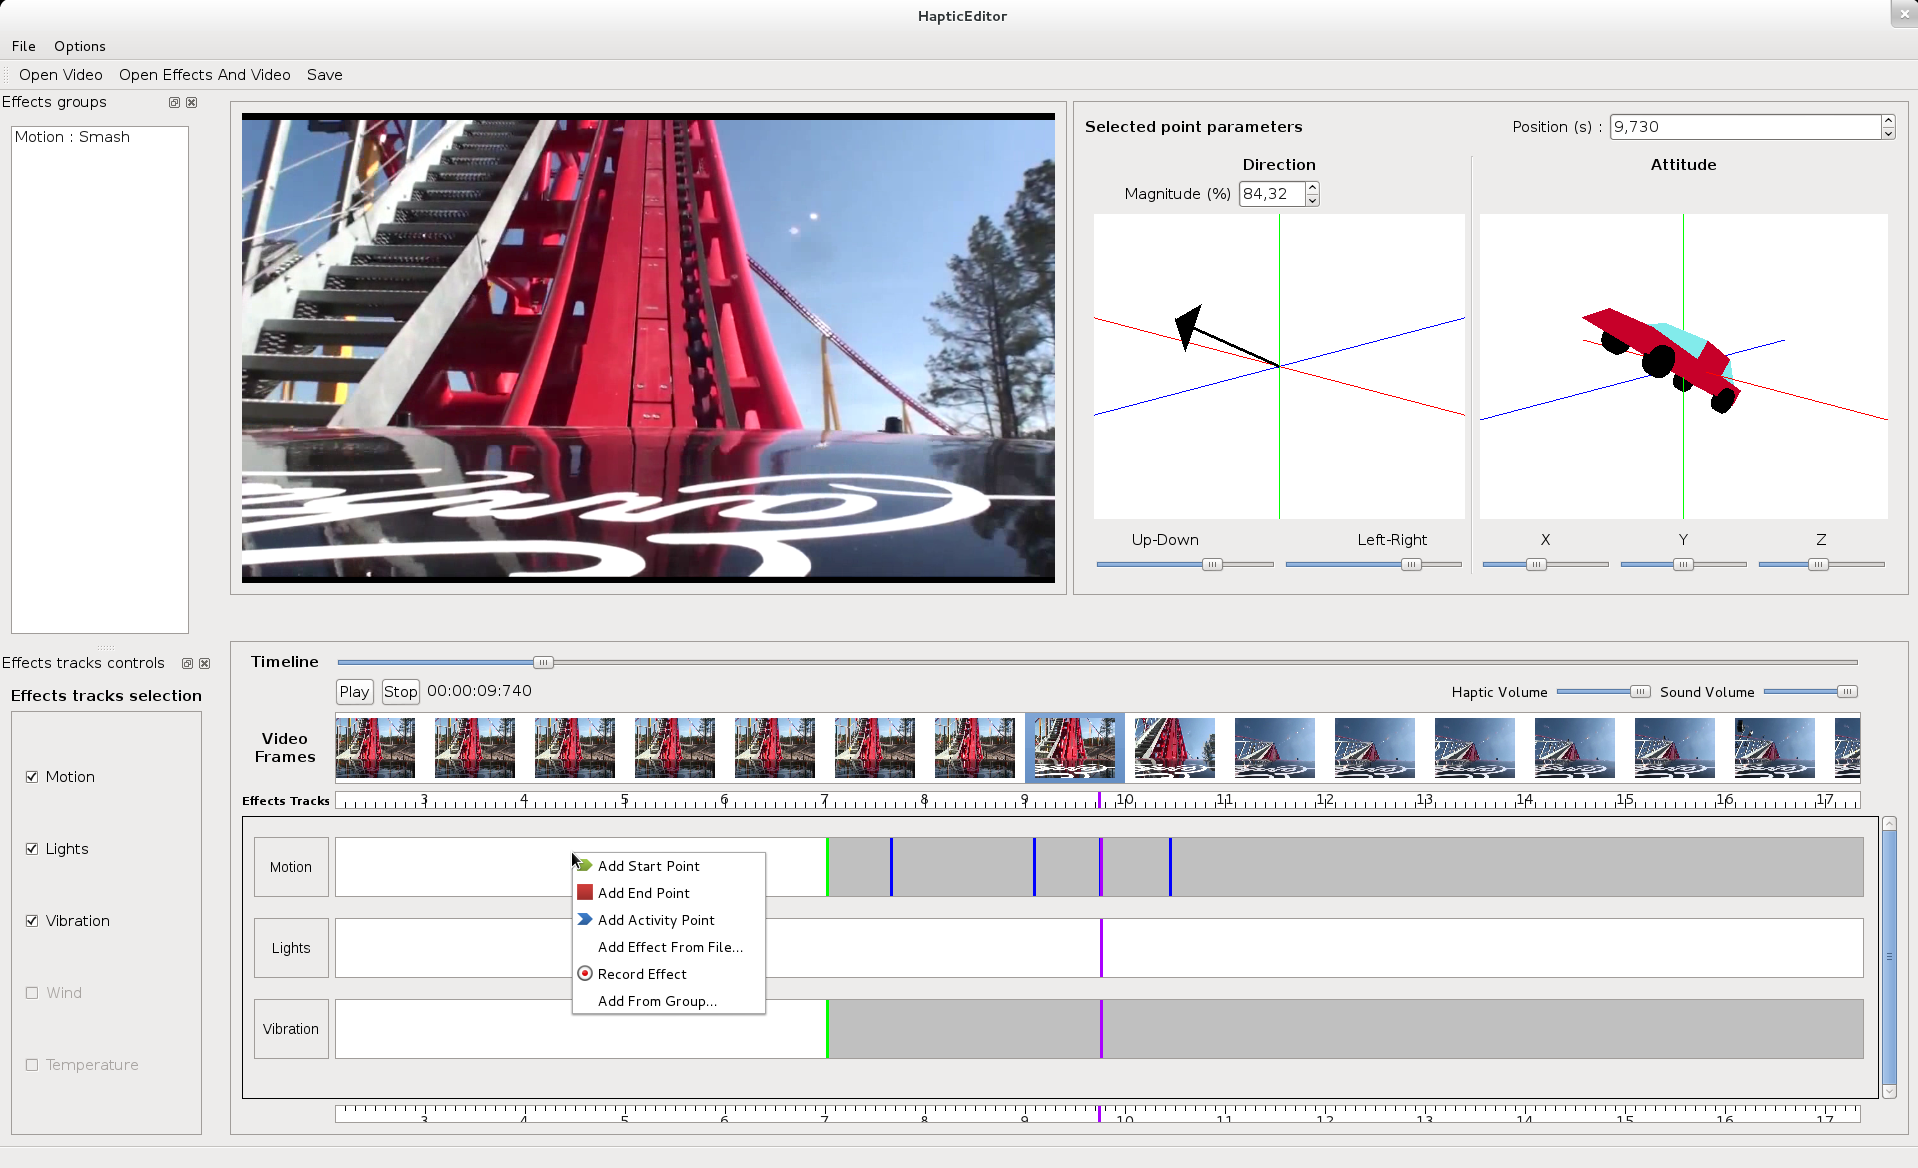 HapticEditor
File Options
Open Video Open Effects And Video Save
Effects groups
Motion : Smash
Selected point parameters
Position (s) : 9,730
Direction
Magnitude (%) 84,32
Attitude
Up-Down Left-Right
X Y Z
Effects tracks controls
Effects tracks selection
Motion
Lights
Vibration
Wind
Temperature
Timeline
Play Stop 00:00:09:740
Haptic Volume Sound Volume
Video
Frames
Effects Tracks 3 4 5 6 7 8 9 10 11 12 13 14 15 16 17
Motion
Lights
Vibration
Add Start Point
Add End Point
Add Activity Point
Add Effect From File...
Record Effect
Add From Group...
3 4 5 6 7 8 9 10 11 12 13 14 15 16 17